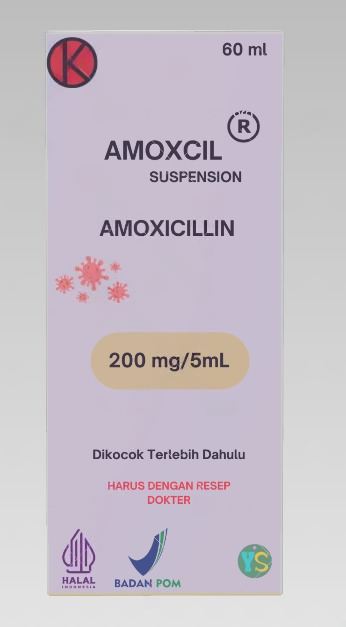 K
60 ml
R
AMOXCIL
SUSPENSION
AMOXICILLIN
200 mg/5mL
Dikocok Terlebih Dahulu
HARUS DENGAN RESEP
DOKTER
HALAL
INDONESIA
BADAN POM
YS